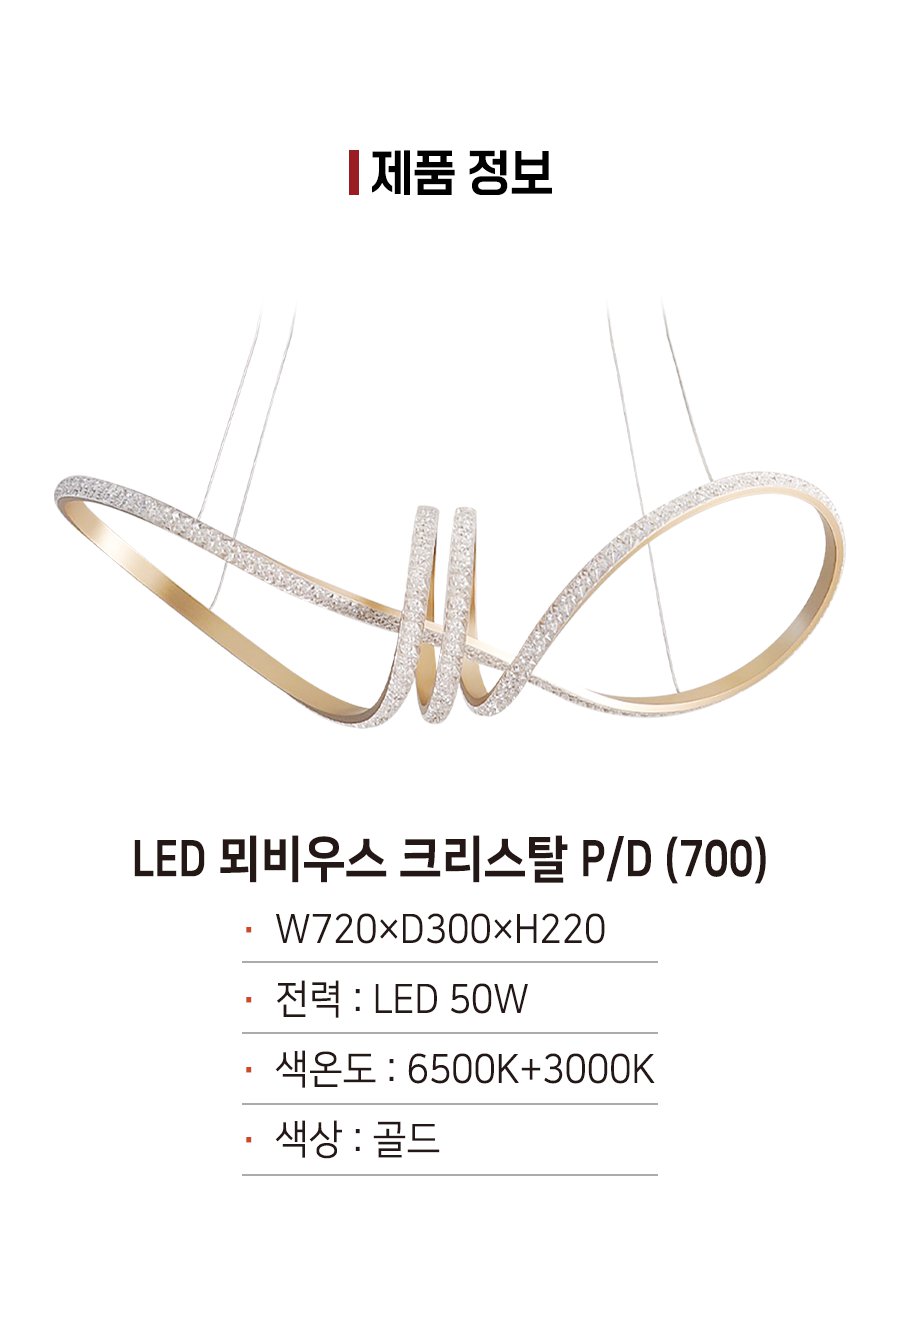 제품 정보
LED 뫼비우스 크리스탈 P/D (700)
· W720×D300×H220
· 전력 : LED 50W
· 색온도 : 6500K+3000K
· 색상 : 골드